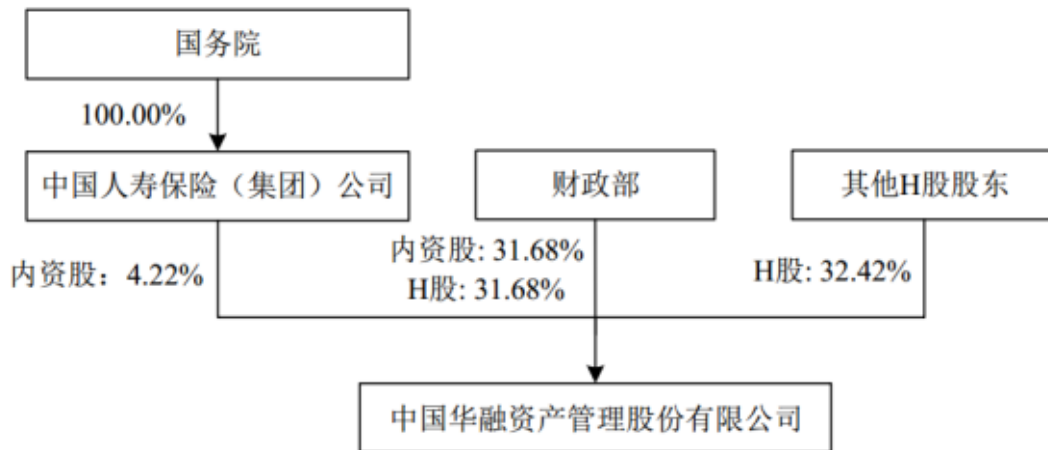 国务院
100.00%
中国人寿保险（集团）公司
财政部
其他H股股东
内资股：4.22%
内资股: 31.68%
H股: 31.68%
H股: 32.42%
中国华融资产管理股份有限公司